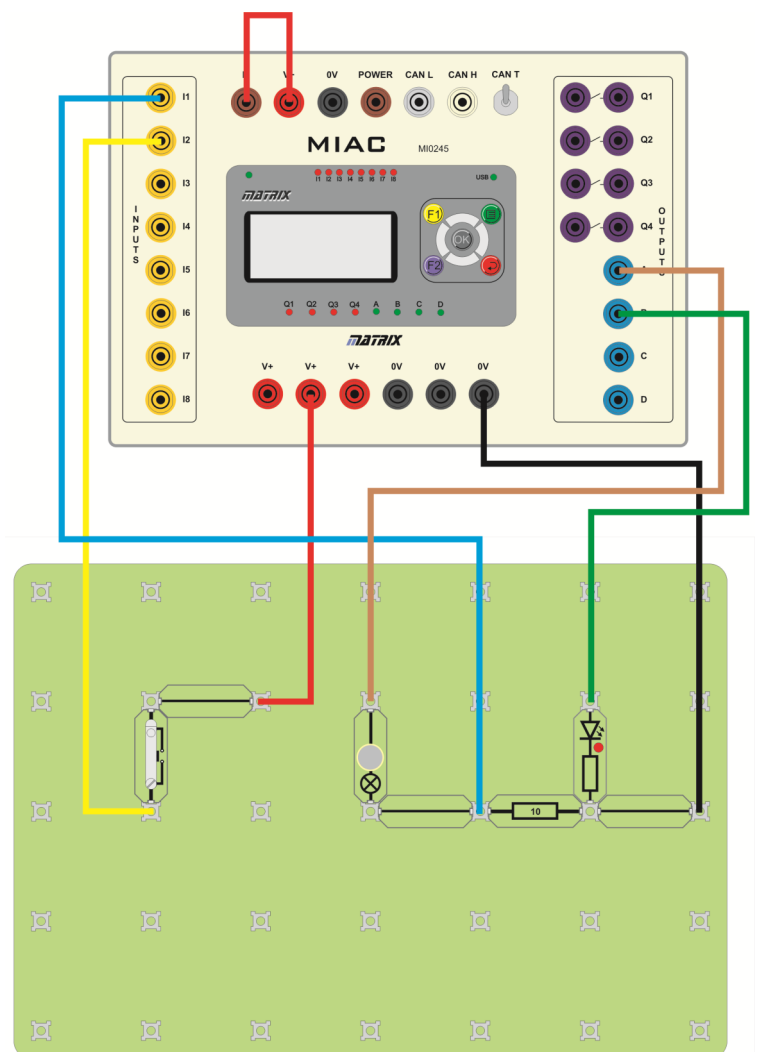 V+ 0V POWER CAN L CAN H CAN T
I1
I2
I3
I4
I5
I6
I7
I8
INPUTS
MIAC MI0245
I1 I2 I3 I4 I5 I6 I7 I8
USB
MATRIX
F1
OK
F2
Q1 Q2 Q3 Q4 A B C D
MATRIX
V+ V+ V+ 0V 0V 0V
Q1
Q2
Q3
Q4
OUTPUTS
A
B
C
D
10